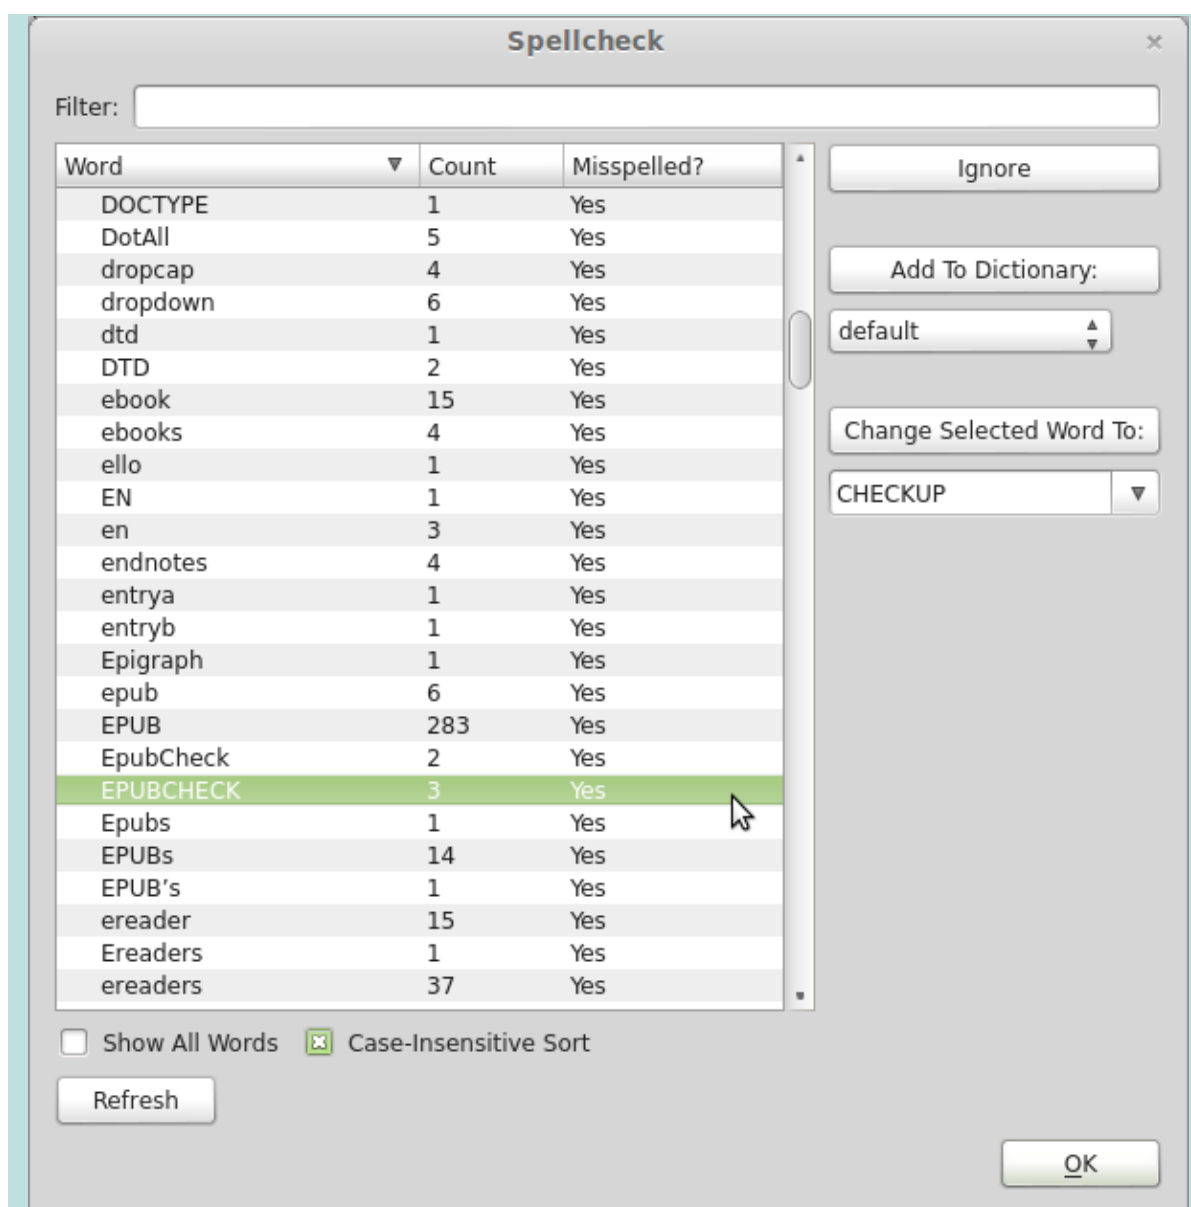 Spellcheck
Filter:
Word Count Misspelled?
DOCTYPE 1 Yes
DotAll 5 Yes
dropcap 4 Yes
dropdown 6 Yes
dtd 1 Yes
DTD 2 Yes
ebook 15 Yes
ebooks 4 Yes
ello 1 Yes
EN 1 Yes
en 3 Yes
endnotes 4 Yes
entrya 1 Yes
entryb 1 Yes
Epigraph 1 Yes
epub 6 Yes
EPUB 283 Yes
EpubCheck 2 Yes
EPUBCHECK 3 Yes
Epubs 1 Yes
EPUBs 14 Yes
EPUB’s 1 Yes
ereader 15 Yes
Ereaders 1 Yes
ereaders 37 Yes
Ignore
Add To Dictionary:
default
Change Selected Word To:
CHECKUP
Show All Words Case-Insensitive Sort
Refresh
OK